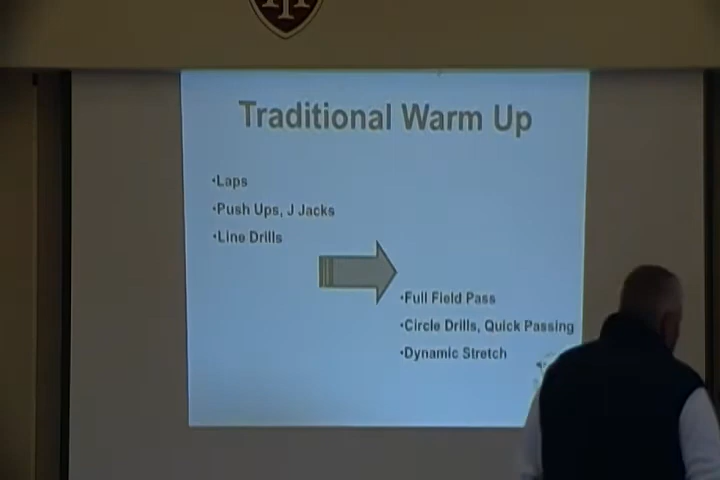 Traditional Warm Up
•Laps
•Push Ups, J Jacks
•Line Drills
•Full Field Pass
•Circle Drills, Quick Passing
•Dynamic Stretch